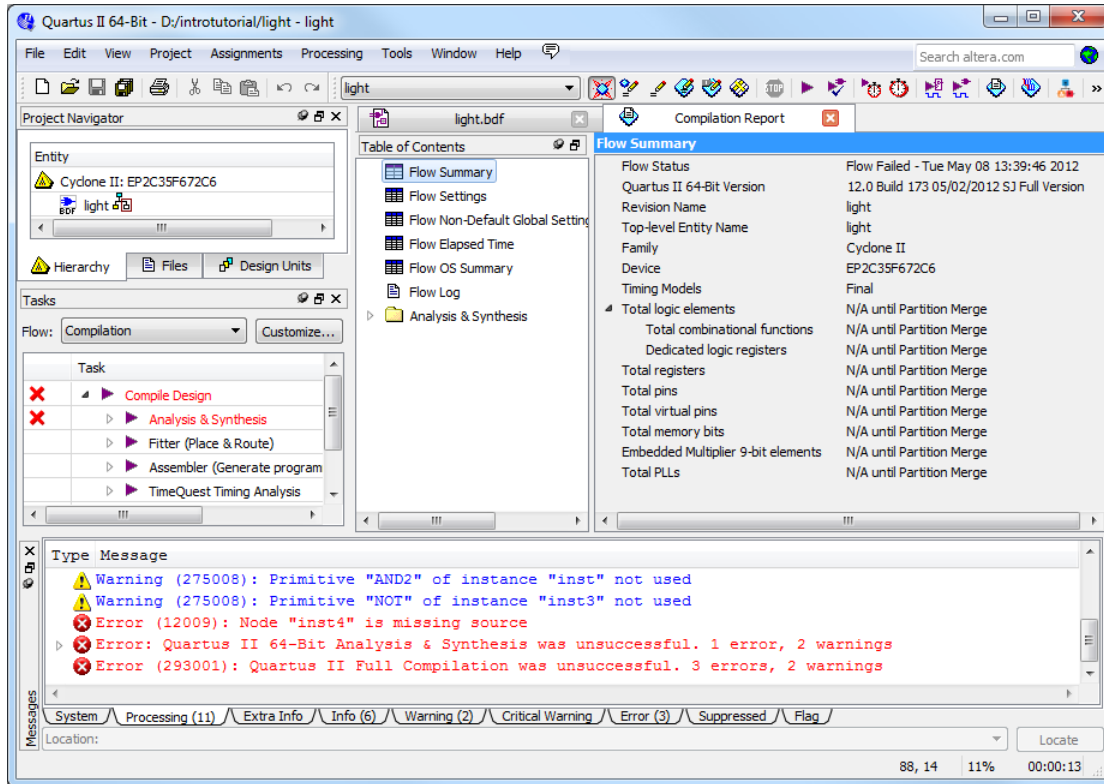 Quartus II 64-Bit - D:/introtutorial/light - light
File Edit View Project Assignments Processing Tools Window Help
Search altera.com
light
STOP
Project Navigator
Entity
Cyclone II: EP2C35F672C6
BDF light
Hierarchy Files Design Units
Tasks
Flow: Compilation Customize...
Task
Compile Design
Analysis & Synthesis
Fitter (Place & Route)
Assembler (Generate program
TimeQuest Timing Analysis
light.bdf
Compilation Report
Table of Contents
Flow Summary
Flow Settings
Flow Non-Default Global Setting
Flow Elapsed Time
Flow OS Summary
Flow Log
Analysis & Synthesis
Flow Summary
Flow Status Flow Failed - Tue May 08 13:39:46 2012
Quartus II 64-Bit Version 12.0 Build 173 05/02/2012 SJ Full Version
Revision Name light
Top-level Entity Name light
Family Cyclone II
Device EP2C35F672C6
Timing Models Final
Total logic elements N/A until Partition Merge
Total combinational functions N/A until Partition Merge
Dedicated logic registers N/A until Partition Merge
Total registers N/A until Partition Merge
Total pins N/A until Partition Merge
Total virtual pins N/A until Partition Merge
Total memory bits N/A until Partition Merge
Embedded Multiplier 9-bit elements N/A until Partition Merge
Total PLLs N/A until Partition Merge
Type Message
Warning (275008): Primitive "AND2" of instance "inst" not used
Warning (275008): Primitive "NOT" of instance "inst3" not used
Error (12009): Node "inst4" is missing source
Error: Quartus II 64-Bit Analysis & Synthesis was unsuccessful. 1 error, 2 warnings
Error (293001): Quartus II Full Compilation was unsuccessful. 3 errors, 2 warnings
Messages
System Processing (11) Extra Info Info (6) Warning (2) Critical Warning Error (3) Suppressed Flag
Location: Locate
88, 14 11% 00:00:13